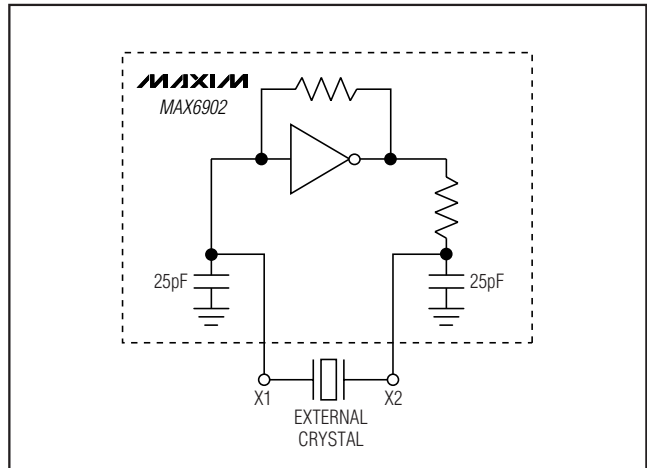 MAXIM
MAX6902
25pF
25pF
X1
X2
EXTERNAL
CRYSTAL